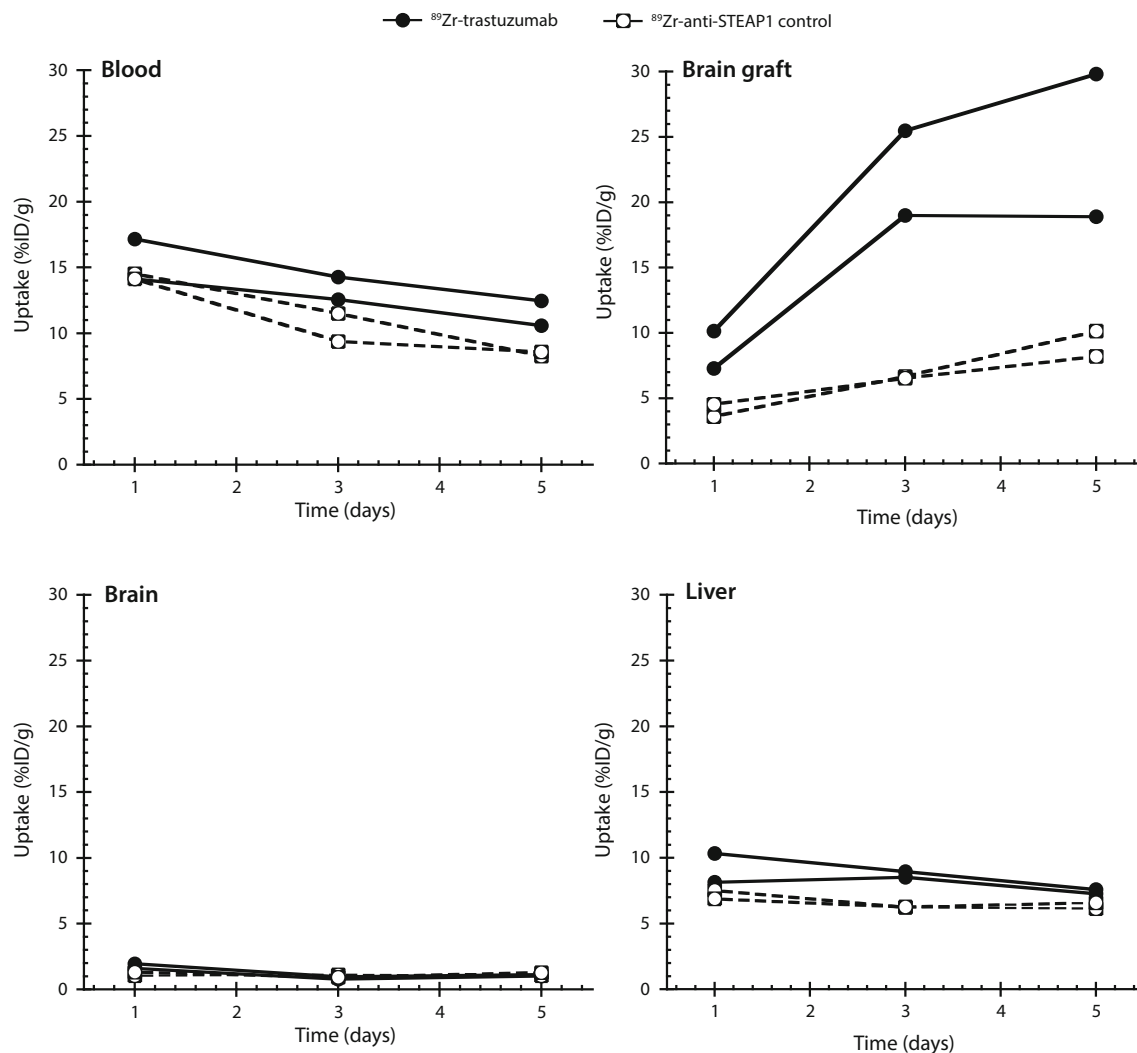 ⁸⁹Zr-trastuzumab ⁸⁹Zr-anti-STEAP1 control
Blood
30
25
20
15
10
5
0
Uptake (%ID/g)
1 2 3 4 5
Time (days)
Brain graft
30
25
20
15
10
5
0
Uptake (%ID/g)
1 2 3 4 5
Time (days)
Brain
30
25
20
15
10
5
0
Uptake (%ID/g)
1 2 3 4 5
Time (days)
Liver
30
25
20
15
10
5
0
Uptake (%ID/g)
1 2 3 4 5
Time (days)